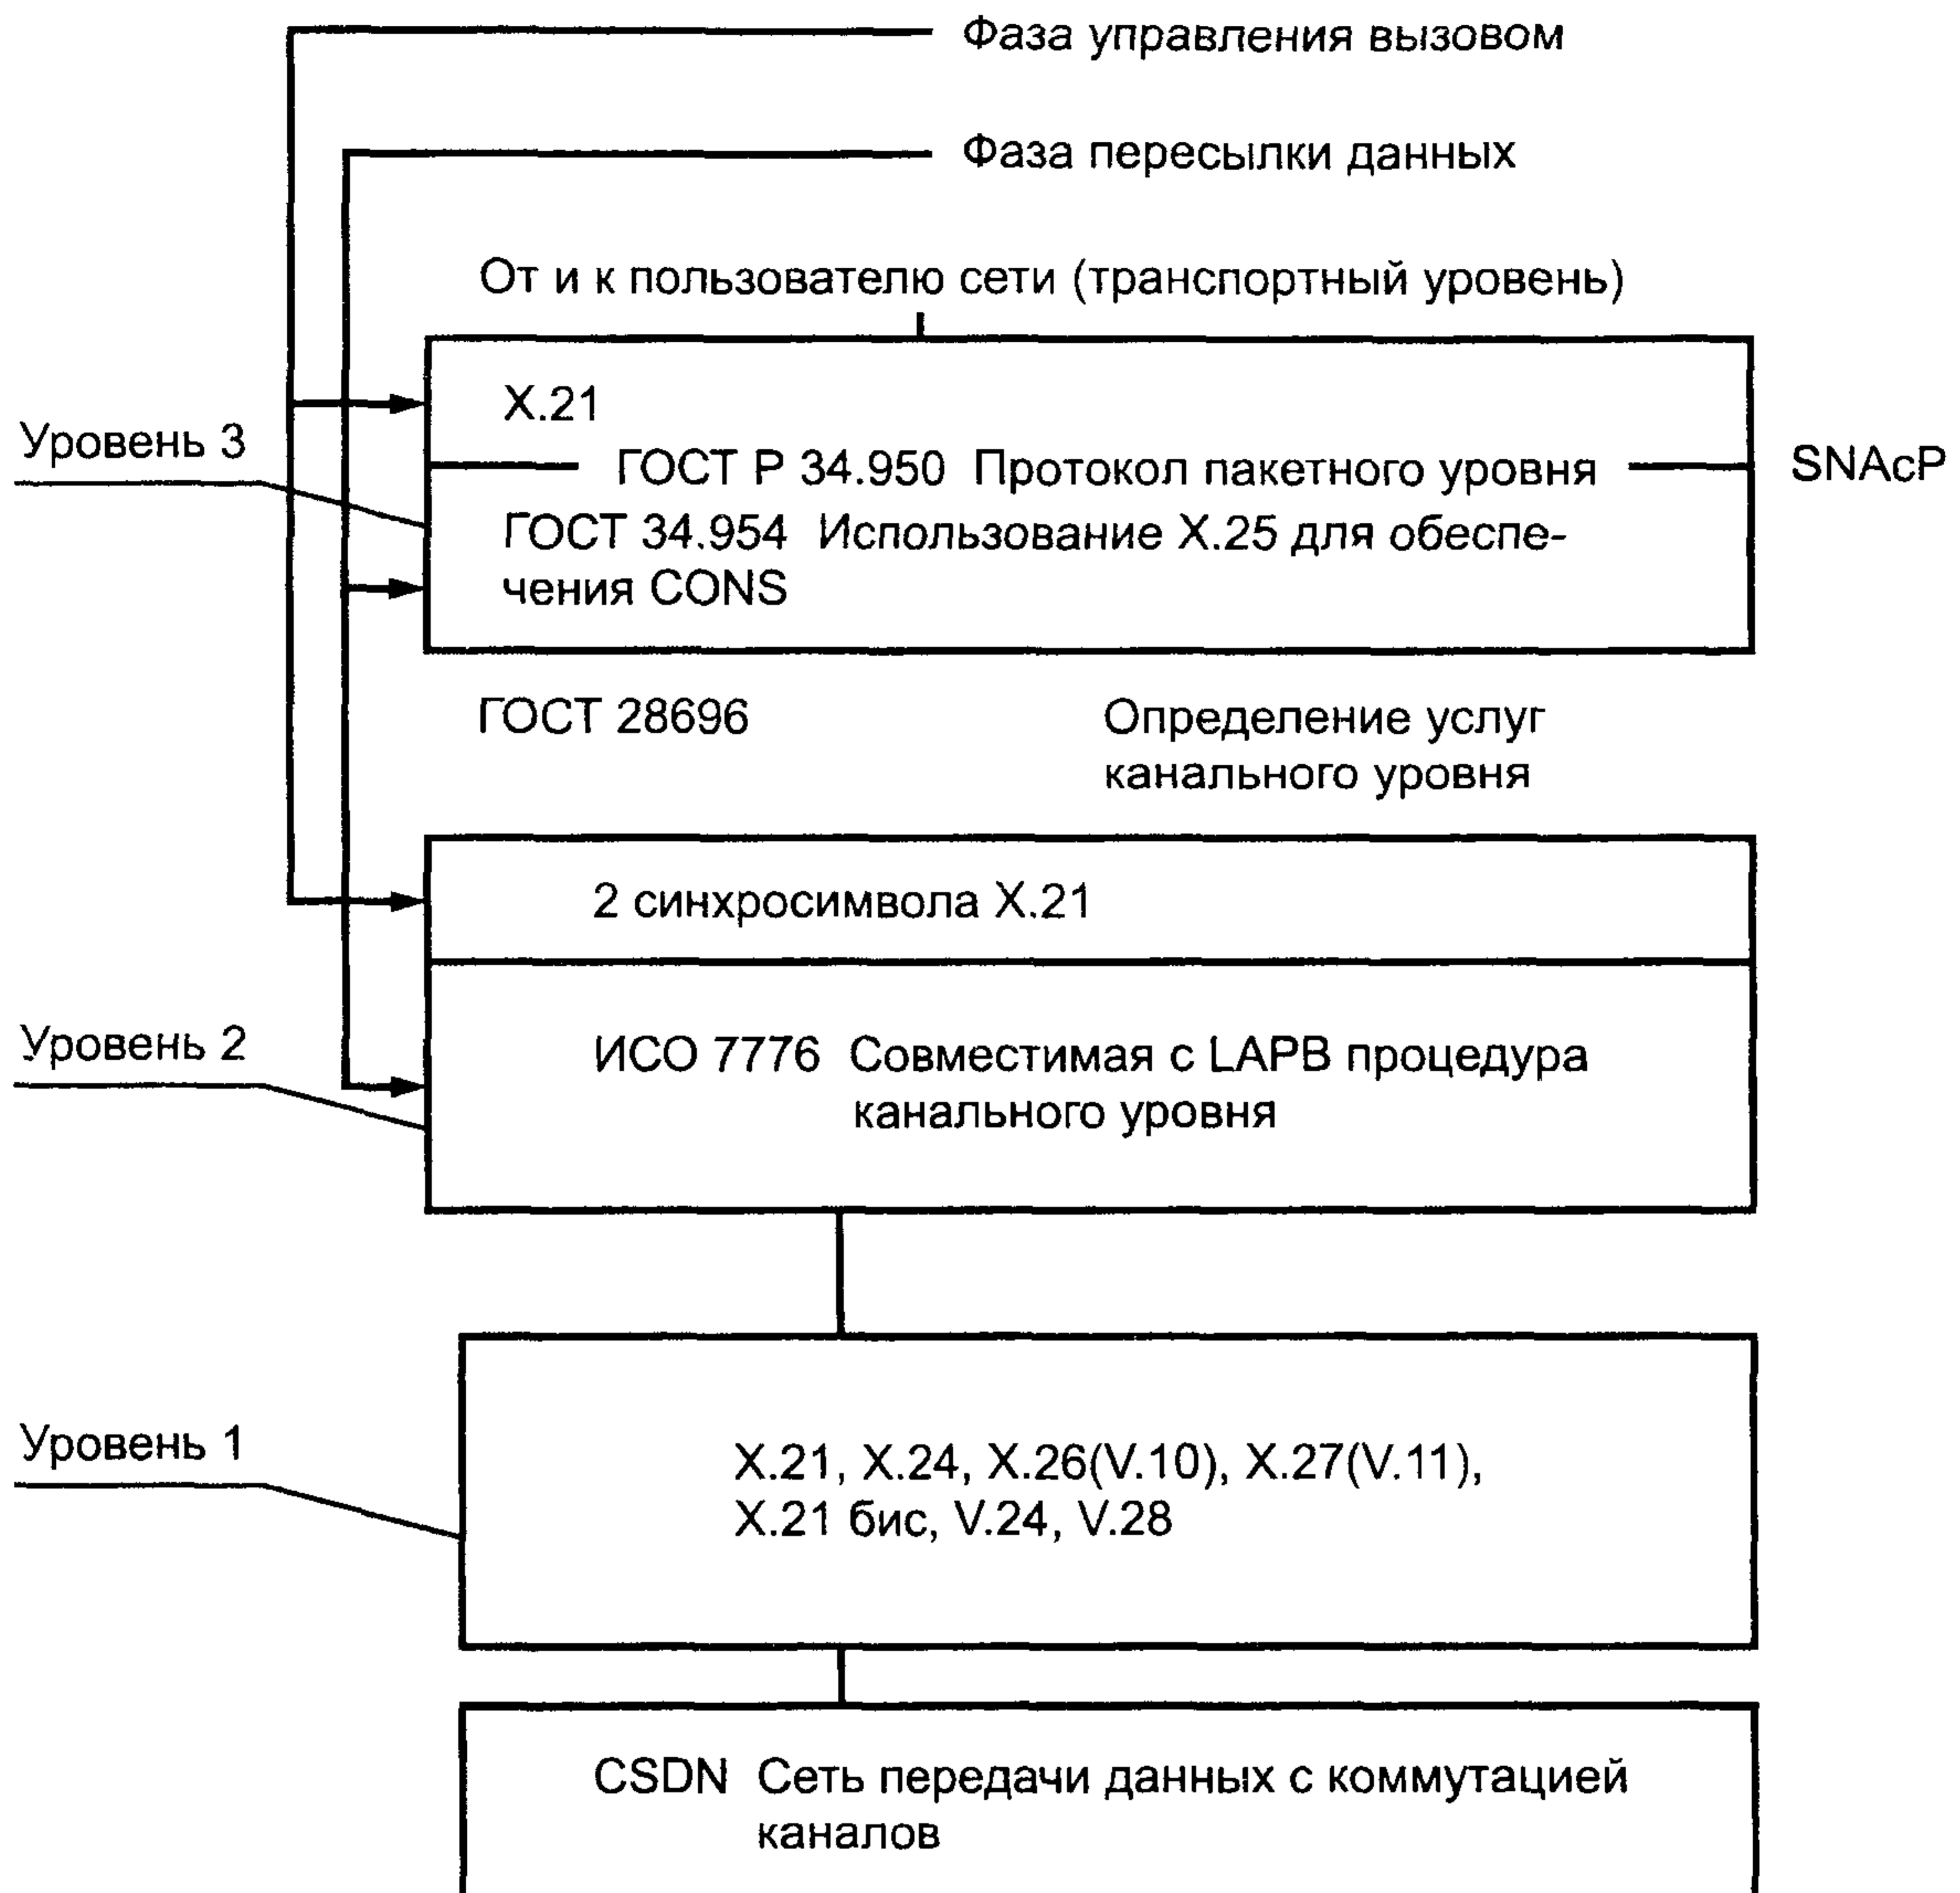 Фаза управления вызовом
Фаза пересылки данных
От и к пользователю сети (транспортный уровень)
X.21
Уровень 3
ГОСТ Р 34.950 Протокол пакетного уровня
SNAcP
ГОСТ 34.954 Использование X.25 для обеспе-
чения CONS
ГОСТ 28696
Определение услуг
канального уровня
2 синхросимвола X.21
Уровень 2
ИСО 7776 Совместимая с LAPB процедура
канального уровня
Уровень 1
X.21, X.24, X.26(V.10), X.27(V.11),
X.21 бис, V.24, V.28
CSDN Сеть передачи данных с коммутацией
каналов